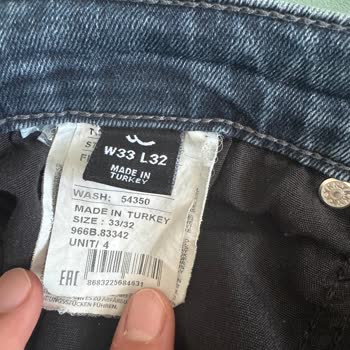 W33 L32
MADE IN
TURKEY
WASH: 54350
MADE IN TURKEY
SIZE : 33/32
966B.83342
UNIT/ 4
EAC
8683225684631
FÜHREN.